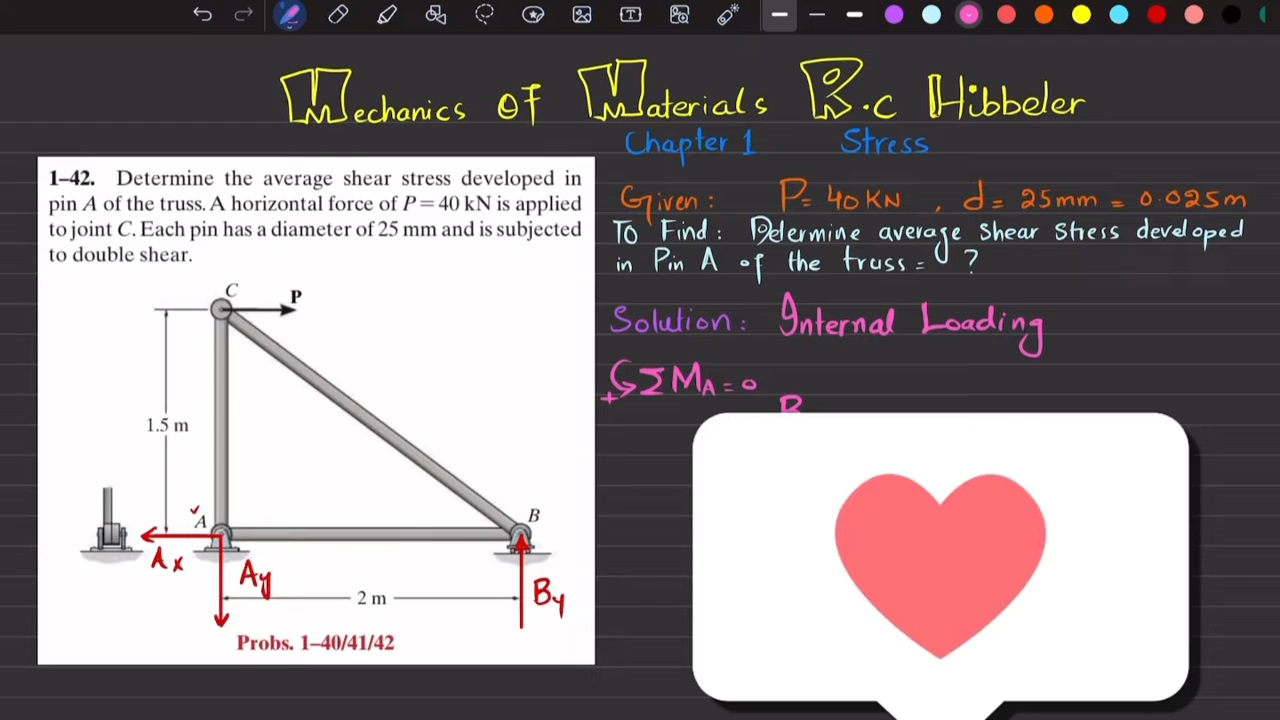 Mechanics of Materials R.c Hibbeler
Chapter 1 Stress
1–42. Determine the average shear stress developed in
pin A of the truss. A horizontal force of P = 40 kN is applied
to joint C. Each pin has a diameter of 25 mm and is subjected
to double shear.
C
P
1.5 m
A
B
Ax
Ay
2 m
By
Probs. 1–40/41/42
Given: P= 40KN , d= 25mm = 0.025m
To Find: Determine average shear stress developed
in Pin A of the truss = ?
Solution: Internal Loading
+↺ΣMA=0